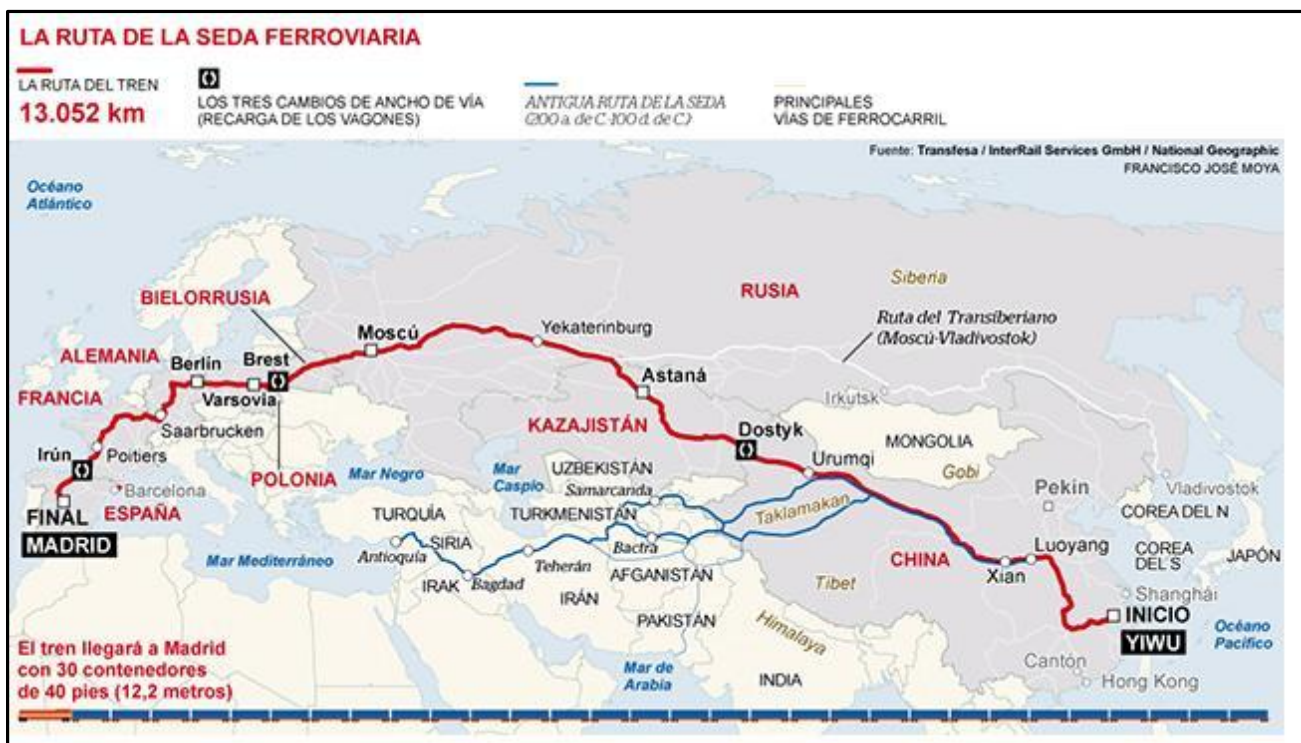 LA RUTA DE LA SEDA FERROVIARIA
LA RUTA DEL TREN
13.052 km
LOS TRES CAMBIOS DE ANCHO DE VÍA
(RECARGA DE LOS VAGONES)
ANTIGUA RUTA DE LA SEDA
(200 a. de C.-100 d. de C.)
PRINCIPALES
VÍAS DE FERROCARRIL
Fuente: Transfesa / InterRail Services GmbH / National Geographic
FRANCISCO JOSÉ MOYA
Océano
Atlántico
BIELORRUSIA
RUSIA
Siberia
Moscú
Yekaterinburg
Ruta del Transiberiano
(Moscú-Vladivostok)
ALEMANIA
Berlín
Brest
Varsovia
Astaná
Irkutsk
FRANCIA
Saarbrucken
KAZAJISTÁN
Dostyk
MONGOLIA
Irún
Poitiers
POLONIA
Mar Negro
Mar
Caspio
UZBEKISTÁN
Samarcanda
Urumqi
Gobi
Pekín
Vladivostok
Barcelona
ESPAÑA
FINAL
MADRID
TURQUÍA
TURKMENISTÁN
Taklamakan
COREA DEL N
SIRIA
Antioquía
Bactra
CHINA
Luoyang
COREA
DEL S
JAPÓN
Mar Mediterráneo
IRAK
Bagdad
Teherán
AFGANISTÁN
Xian
IRÁN
Tibet
Shanghái
PAKISTÁN
Himalaya
INICIO
YIWU
Océano
Pacífico
El tren llegará a Madrid
con 30 contenedores
de 40 pies (12,2 metros)
Mar de
Arabia
INDIA
Cantón
Hong Kong